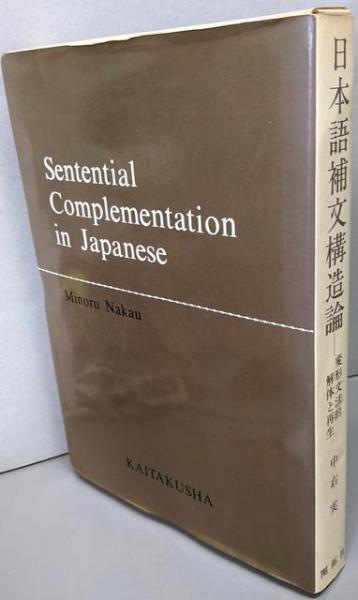 Sentential
Complementation
in Japanese
Minoru Nakau
KAITAKUSHA
日本語補文構造論
変形文法的
解体と再生
中右実
開拓社